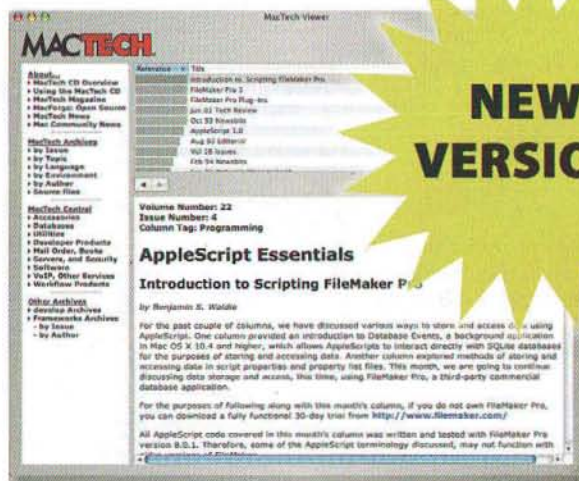 MacTech Viewer
MACTECH
NEW
VERSIO
About...
MacTech CD Overview
Using the MacTech CD
MacTech Magazine
MacForge: Open Source
MacTech News
Mac Community News
MacTech Archives
by Issue
by Topic
by Language
by Environment
by Author
Source Files
MacTech Central
Accessories
Databases
Utilities
Developer Products
Mail Order, Books
Servers, and Security
Software
VoIP, Other Services
Workflow Products
Other Archives
develop Archives
Frameworks Archives
- by Issue
- by Author
Relevance Title
Introduction to Scripting FileMaker Pro
FileMaker Pro 3
FileMaker Pro Plug-ins
Jun 02 Tech Review
Oct 93 Newsbits
AppleScript 1.0
Aug 93 Editorial
Vol 18 Issues
Feb 94 Newsbits
Volume Number: 22
Issue Number: 4
Column Tag: Programming
AppleScript Essentials
Introduction to Scripting FileMaker P
by Benjamin S. Waldie
For the past couple of columns, we have discussed various ways to store and access data using
AppleScript. One column provided an introduction to Database Events, a background application
in Mac OS X 10.4 and higher, which allows AppleScripts to interact directly with SQLite databases
for the purposes of storing and accessing data. Another column explored methods of storing and
accessing data in script properties and property list files. This month, we are going to continue
discussing data storage and access, this time, using FileMaker Pro, a third-party commercial
database application.
For the purposes of following along with this month's column, if you do not own FileMaker Pro,
you can download a fully functional 30-day trial from http://www.filemaker.com/
All AppleScript code covered in this month's column was written and tested with FileMaker Pro
version 8.0.1. Therefore, some of the AppleScript terminology discussed, may not function with